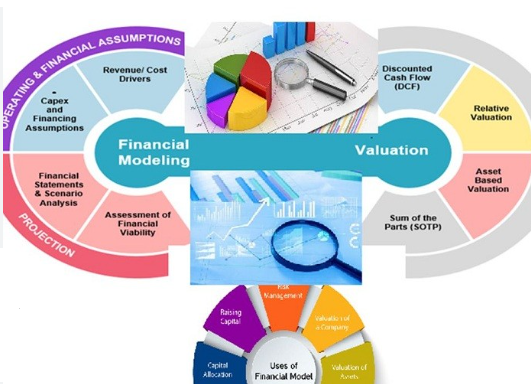 OPERATING & FINANCIAL ASSUMPTIONS
Revenue/ Cost
Drivers
Capex
and
Financing
Assumptions
Financial
Modeling
Financial
Statements
& Scenario
Analysis
Assessment of
Financial
Viability
PROJECTION
Discounted
Cash Flow
(DCF)
Relative
Valuation
Valuation
Asset
Based
Valuation
Sum of the
Parts (SOTP)
Management
Raising
Capital
Valuation of
a Company
Capital
Allocation
Uses of
Financial Model
Valuation of
Assets